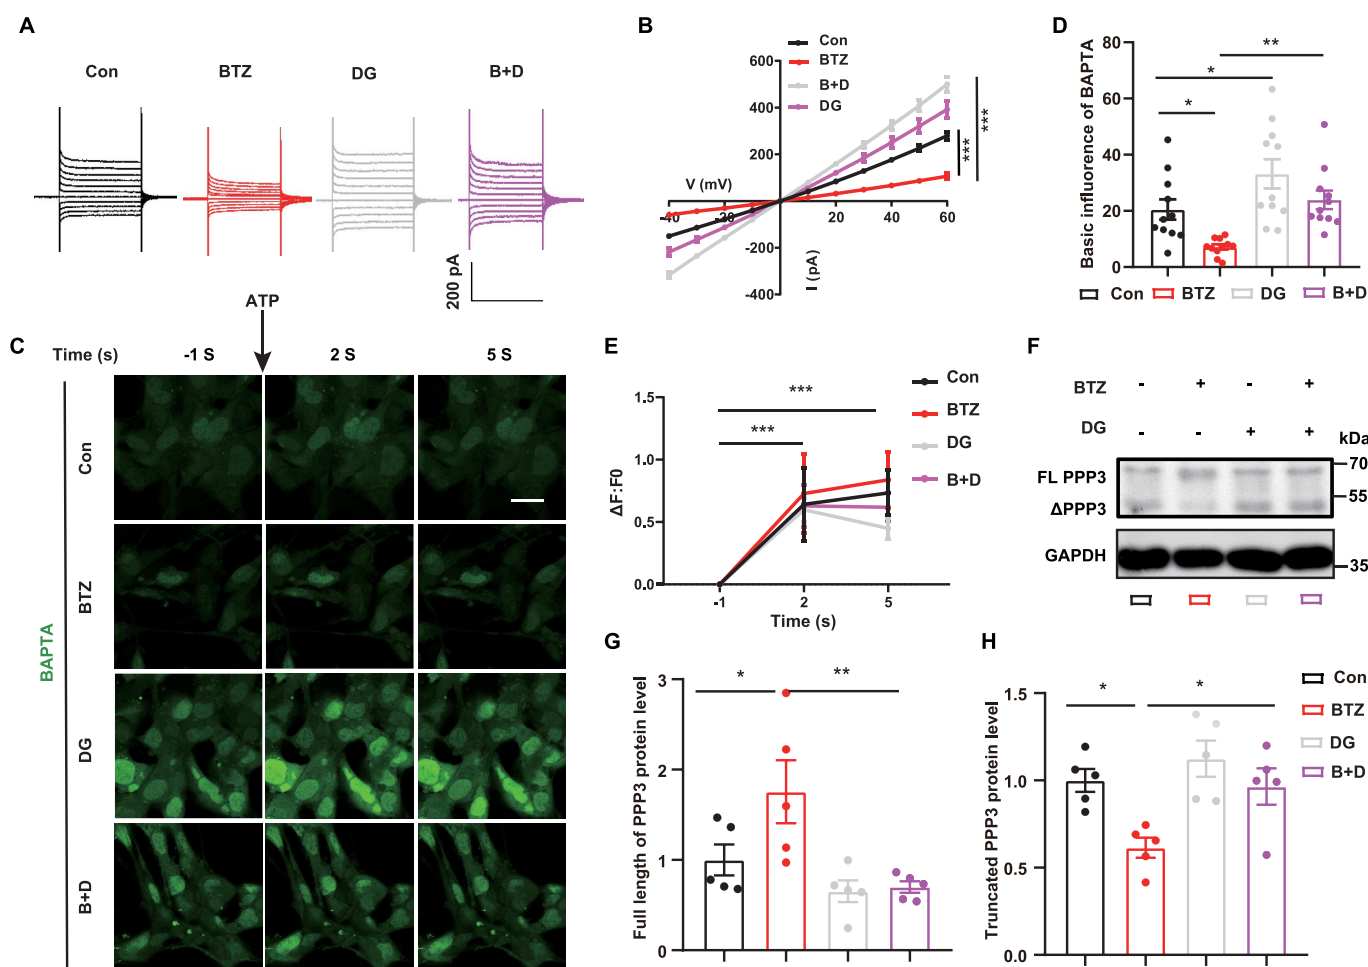 A
Con
BTZ
DG
B+D
200 pA
B
Con
BTZ
B+D
DG
600
400
200
-200
-400
V (mV)
-40
-20
20
40
60
I (pA)
***
***
D
Basic influorence of BAPTA
80
60
40
20
0
*
*
**
Con
BTZ
DG
B+D
ATP
C
Time (s)
-1 S
2 S
5 S
BAPTA
Con
BTZ
DG
B+D
E
ΔF:F0
1.5
1.0
0.5
0.0
***
***
-1
2
5
Time (s)
Con
BTZ
DG
B+D
F
BTZ - + - +
DG - - + +
kDa
FL PPP3
ΔPPP3
GAPDH
70
55
35
G
Full length of PPP3 protein level
3
2
1
0
*
**
H
Truncated PPP3 protein level
1.5
1.0
0.5
0.0
*
*
Con
BTZ
DG
B+D